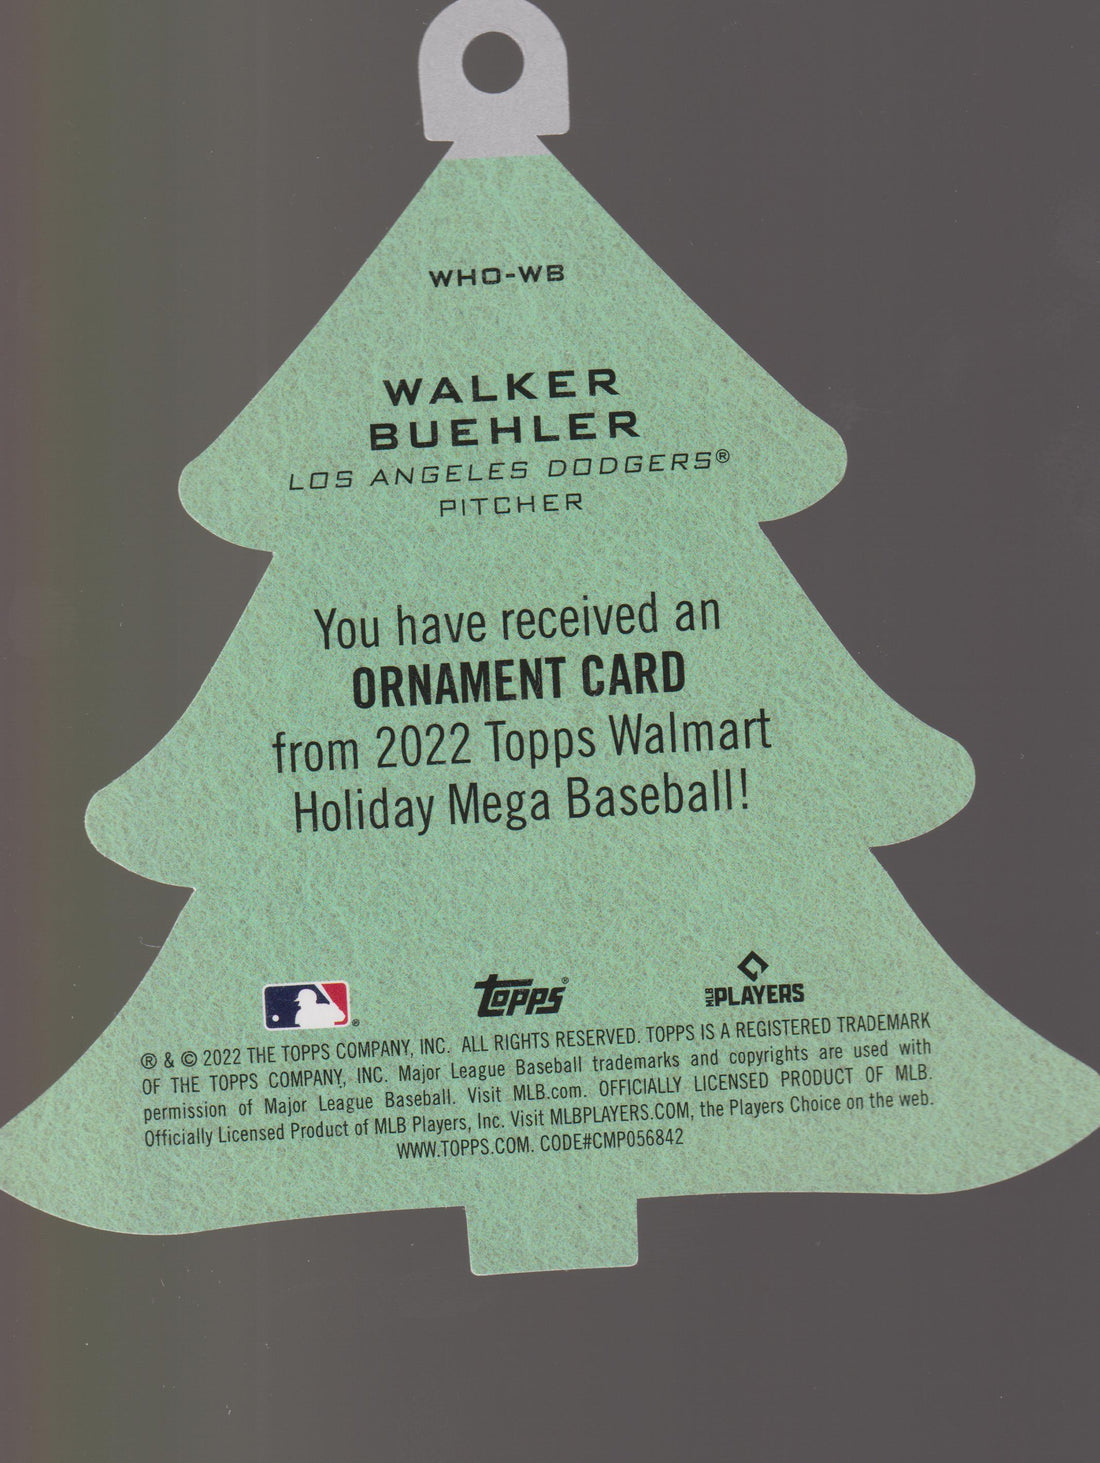 WHO-WB
WALKER
BUEHLER
LOS ANGELES DODGERS®
PITCHER
You have received an
ORNAMENT CARD
from 2022 Topps Walmart
Holiday Mega Baseball!
®
topps®
MLB PLAYERS
® & © 2022 THE TOPPS COMPANY, INC. ALL RIGHTS RESERVED. TOPPS IS A REGISTERED TRADEMARK
OF THE TOPPS COMPANY, INC. Major League Baseball trademarks and copyrights are used with
permission of Major League Baseball. Visit MLB.com. OFFICIALLY LICENSED PRODUCT OF MLB.
Officially Licensed Product of MLB Players, Inc. Visit MLBPLAYERS.COM, the Players Choice on the web.
WWW.TOPPS.COM. CODE#CMP056842